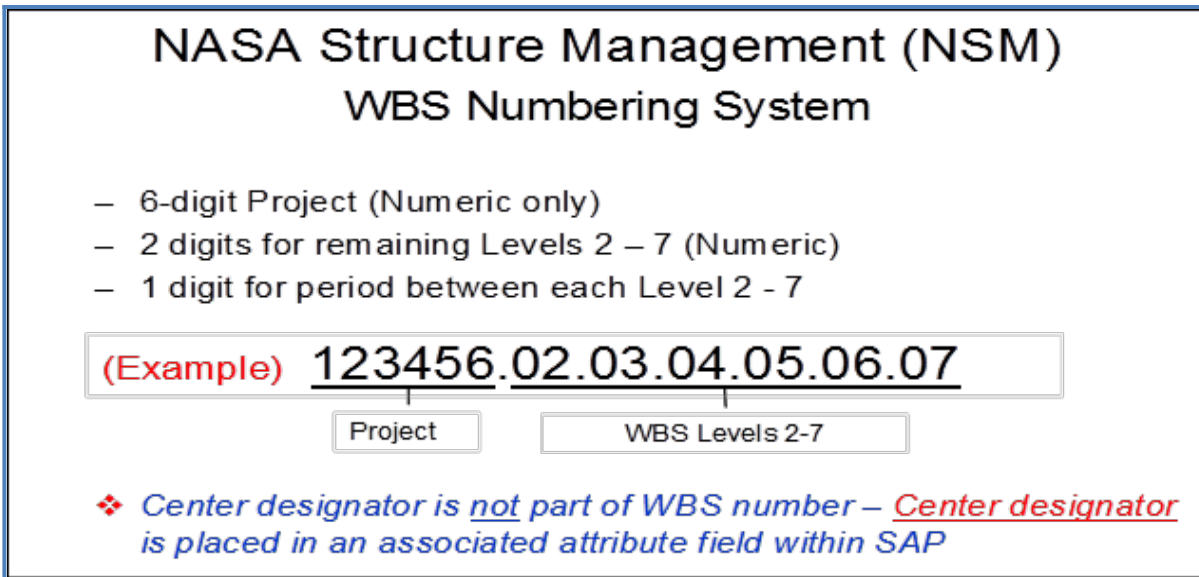 NASA Structure Management (NSM)
WBS Numbering System
– 6-digit Project (Numeric only)
– 2 digits for remaining Levels 2 – 7 (Numeric)
– 1 digit for period between each Level 2 - 7
(Example) 123456.02.03.04.05.06.07
Project WBS Levels 2-7
❖ Center designator is not part of WBS number – Center designator
is placed in an associated attribute field within SAP